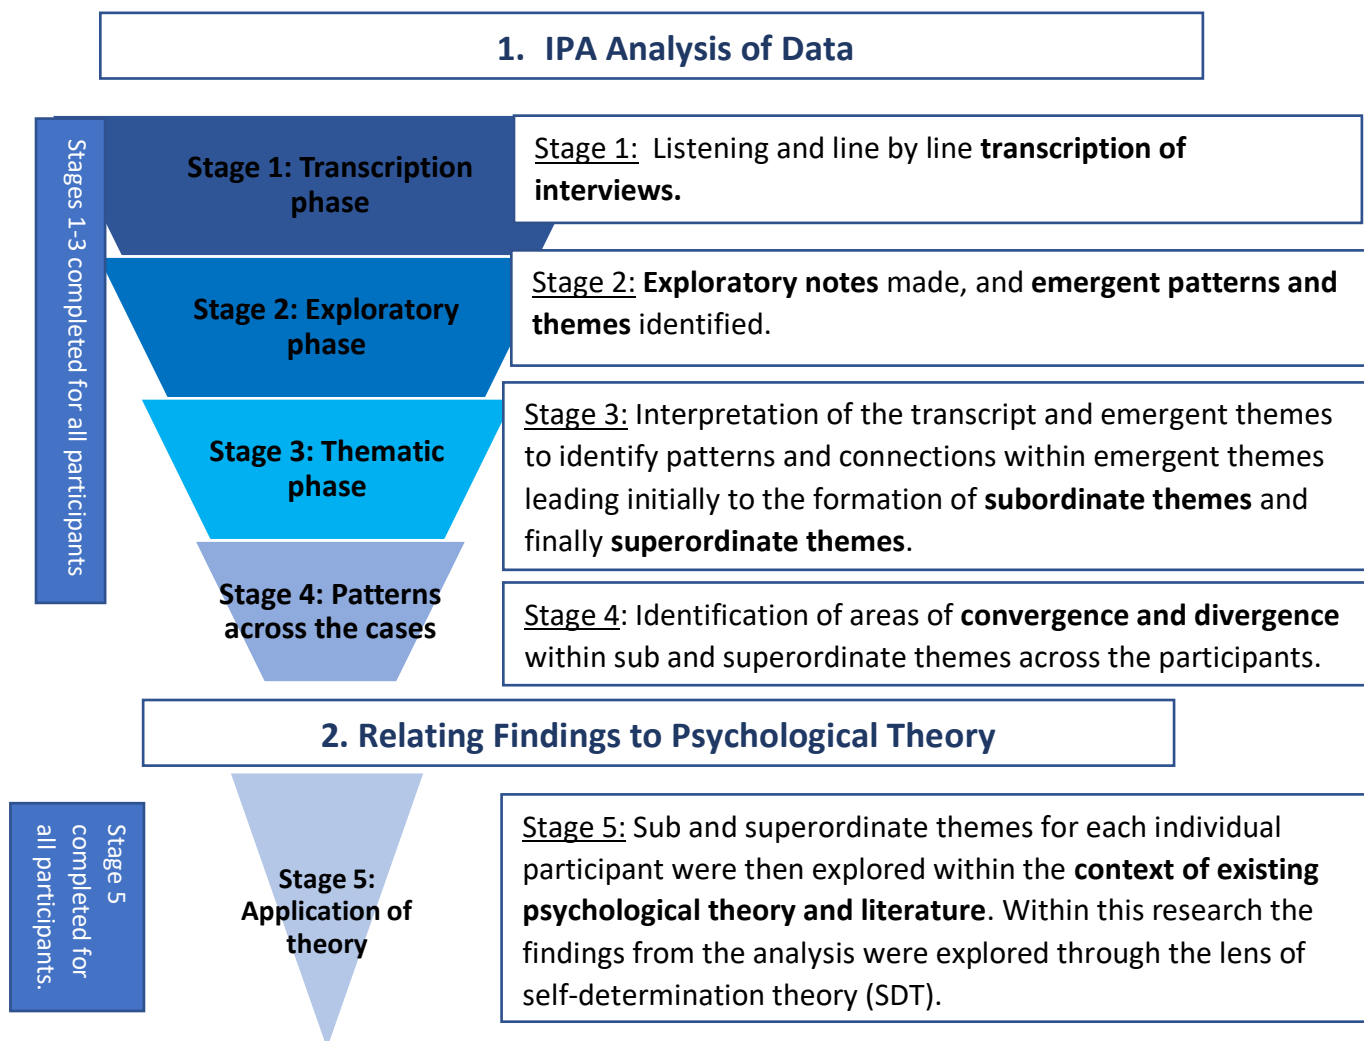 1. IPA Analysis of Data
Stages 1-3 completed for all participants
Stage 1: Transcription
phase
Stage 1: Listening and line by line transcription of
interviews.
Stage 2: Exploratory
phase
Stage 2: Exploratory notes made, and emergent patterns and
themes identified.
Stage 3: Thematic
phase
Stage 3: Interpretation of the transcript and emergent themes
to identify patterns and connections within emergent themes
leading initially to the formation of subordinate themes and
finally superordinate themes.
Stage 4: Patterns
across the cases
Stage 4: Identification of areas of convergence and divergence
within sub and superordinate themes across the participants.
2. Relating Findings to Psychological Theory
Stage 5
completed for
all participants.
Stage 5:
Application of
theory
Stage 5: Sub and superordinate themes for each individual
participant were then explored within the context of existing
psychological theory and literature. Within this research the
findings from the analysis were explored through the lens of
self-determination theory (SDT).